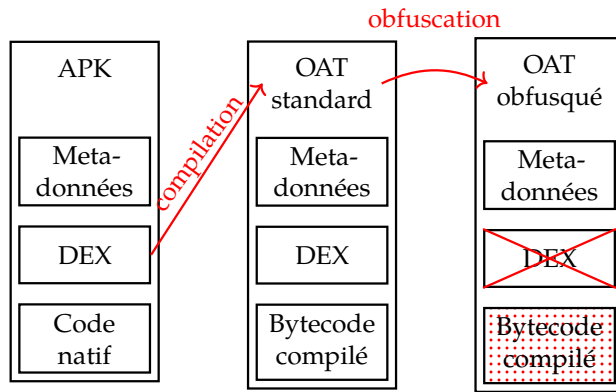 obfuscation
APK
Meta-
données
DEX
Code
natif
compilation
OAT
standard
Meta-
données
DEX
Bytecode
compilé
OAT
obfusqué
Meta-
données
DEX
Bytecode
compilé